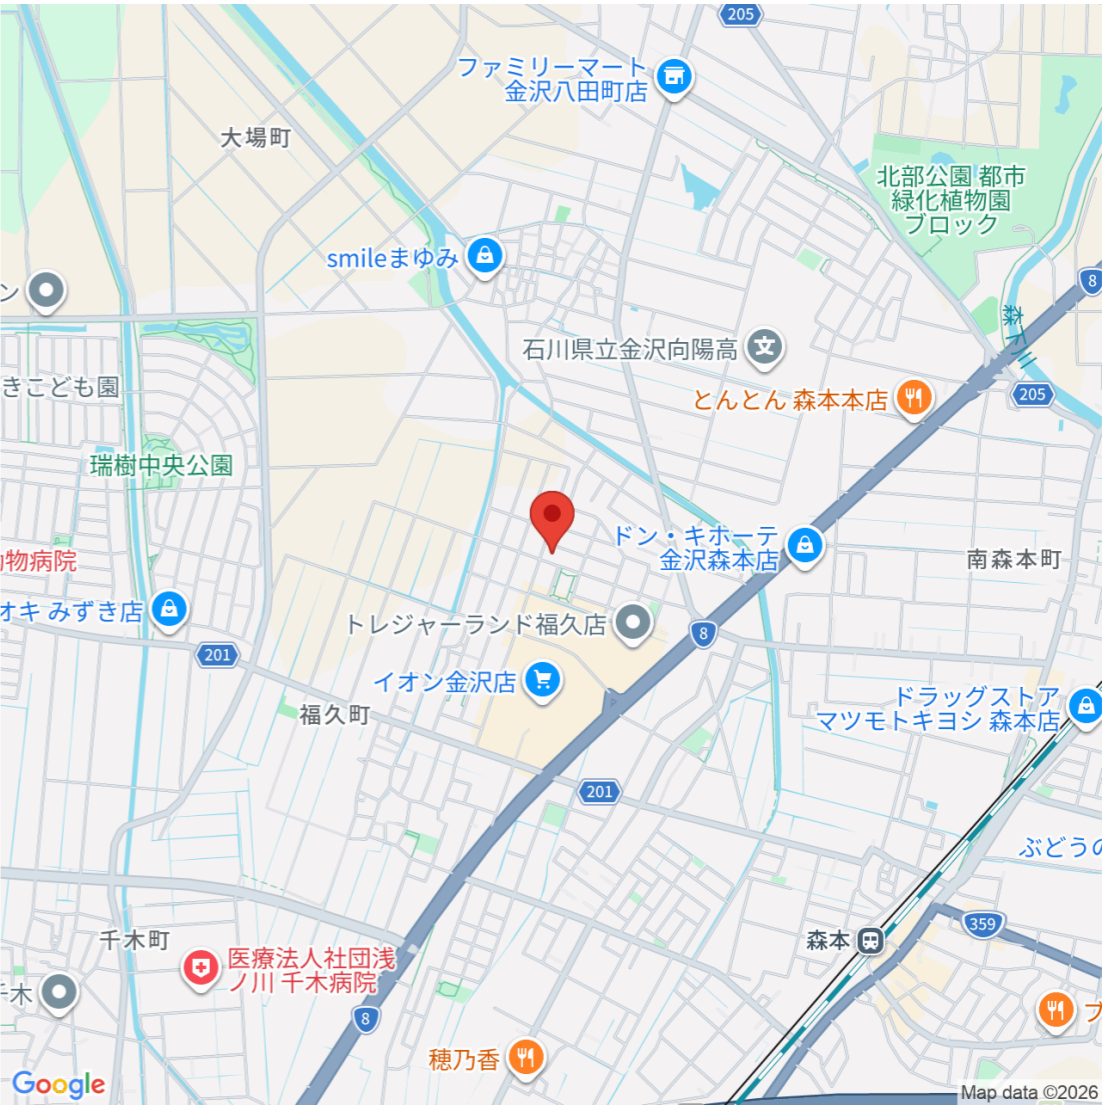 205
ファミリーマート
金沢八田町店
大場町
北部公園 都市
緑化植物園
ブロック
smileまゆみ
8
ン
森下川
石川県立金沢向陽高
きこども園
とんとん 森本本店
205
瑞樹中央公園
ドン・キホーテ
金沢森本店
物病院
南森本町
オキ みずき店
トレジャーランド福久店
8
201
イオン金沢店
ドラッグストア
マツモトキヨシ 森本店
福久町
201
ぶどうの
359
千木町
森本
医療法人社団浅
ノ川 千木病院
千木
8
ブ
穂乃香
Google
Map data ©2026